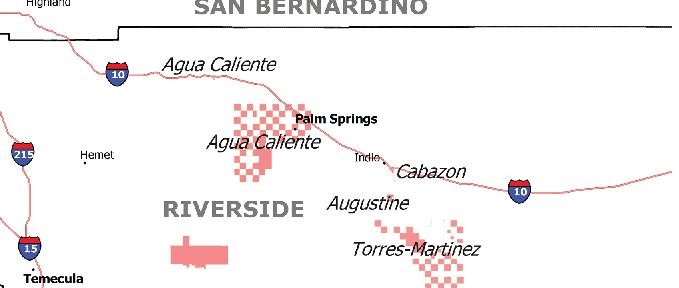 SAN BERNARDINO
Highland
Agua Caliente
10
Palm Springs
Agua Caliente
215
Hemet
Indio
Cabazon
10
Augustine
RIVERSIDE
15
Torres-Martinez
Temecula